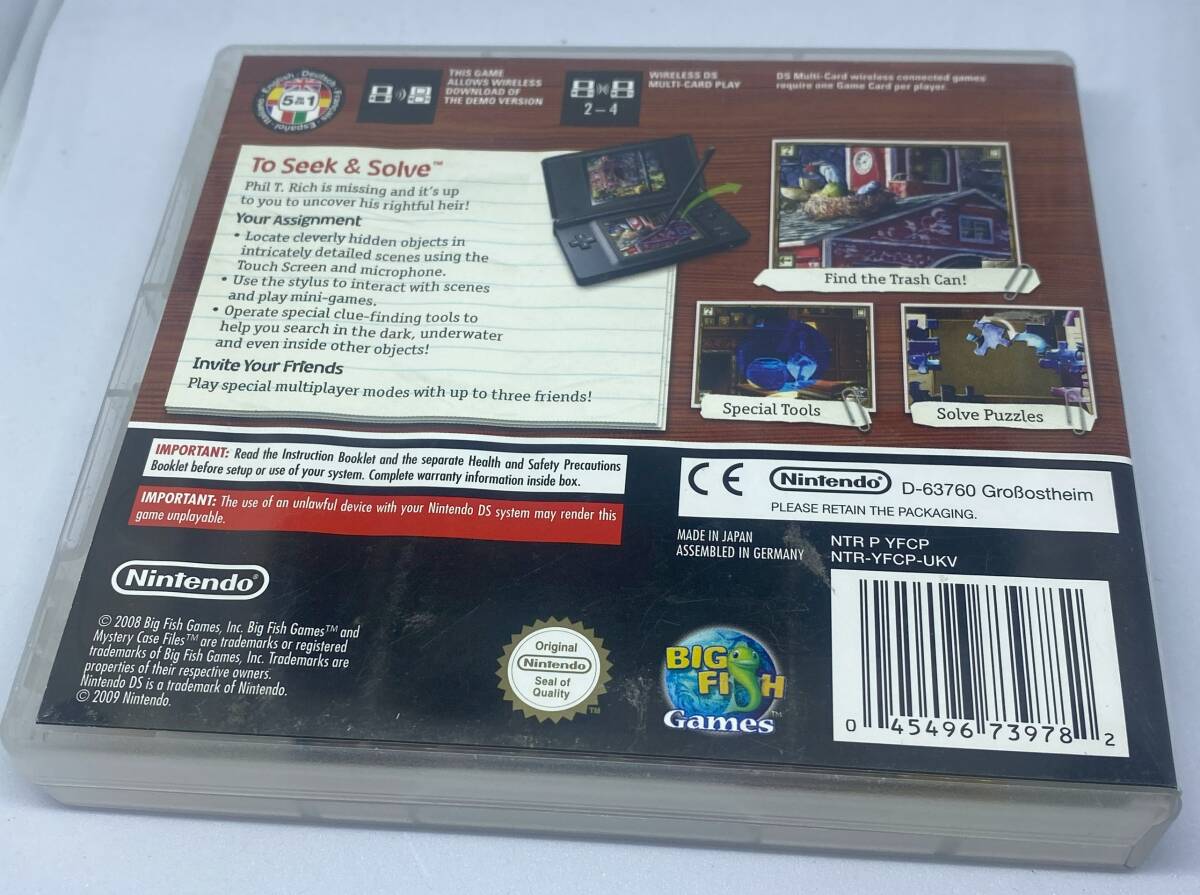 English · Deutsch · Français · Español · Italiano
5 IN 1
THIS GAME
ALLOWS WIRELESS
DOWNLOAD OF
THE DEMO VERSION
2 – 4
WIRELESS DS
MULTI-CARD PLAY
DS Multi-Card wireless connected games
require one Game Card per player.
To Seek & Solve™
Phil T. Rich is missing and it's up
to you to uncover his rightful heir!
Your Assignment
• Locate cleverly hidden objects in
intricately detailed scenes using the
Touch Screen and microphone.
• Use the stylus to interact with scenes
and play mini-games.
• Operate special clue-finding tools to
help you search in the dark, underwater
and even inside other objects!
Invite Your Friends
Play special multiplayer modes with up to three friends!
Find the Trash Can!
Special Tools
Solve Puzzles
IMPORTANT: Read the Instruction Booklet and the separate Health and Safety Precautions
Booklet before setup or use of your system. Complete warranty information inside box.
IMPORTANT: The use of an unlawful device with your Nintendo DS system may render this
game unplayable.
CE
Nintendo®
D-63760 Großostheim
PLEASE RETAIN THE PACKAGING.
MADE IN JAPAN
ASSEMBLED IN GERMANY
NTR P YFCP
NTR-YFCP-UKV
Nintendo®
© 2008 Big Fish Games, Inc. Big Fish Games™ and
Mystery Case Files™ are trademarks or registered
trademarks of Big Fish Games, Inc. Trademarks are
properties of their respective owners.
Nintendo DS is a trademark of Nintendo.
© 2009 Nintendo.
Original
Nintendo
Seal of
Quality
TM
BIG
FISH
Games™
0 45496 73978 2